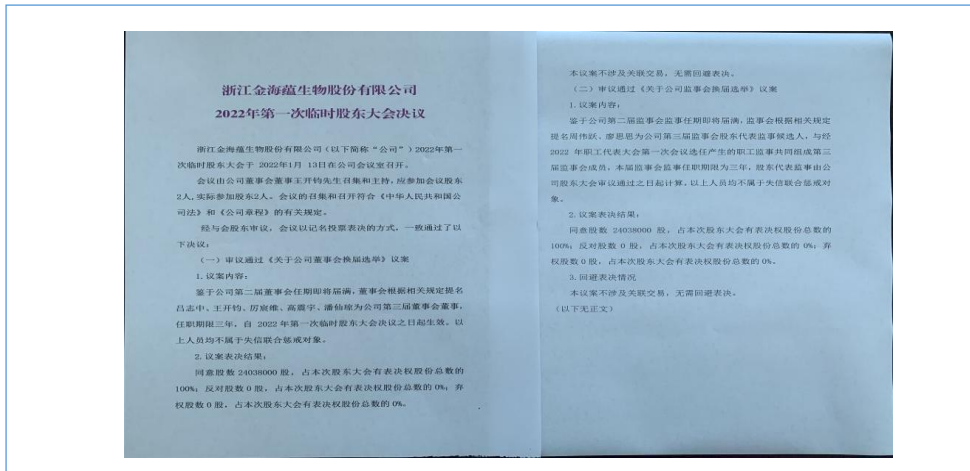 浙江金海蕴生物股份有限公司
2022年第一次临时股东大会决议
浙江金海蕴生物股份有限公司（以下简称“公司”）2022年第一
次临时股东大会于 2022年1月 13日在公司会议室召开。
会议由公司董事会董事王开钧先生召集和主持，应参加会议股东
2人，实际参加股东2人。会议的召集和召开符合《中华人民共和国公
司法》和《公司章程》的有关规定。
经与会股东审议，会议以记名投票表决的方式，一致通过了以
下决议：
（一）审议通过《关于公司董事会换届选举》议案
1.议案内容：
鉴于公司第二届董事会任期即将届满，董事会根据相关规定提名
吕志中、王开钧、厉宸维、高震宇、潘仙琼为公司第三届董事会董事，
任职期限三年，自 2022 年第一次临时股东大会决议之日起生效。以
上人员均不属于失信联合惩戒对象。
2.议案表决结果：
同意股数 24038000 股，占本次股东大会有表决权股份总数的
100%；反对股数 0 股，占本次股东大会有表决权股份总数的 0%；弃
权股数 0 股，占本次股东大会有表决权股份总数的 0%。
本议案不涉及关联交易，无需回避表决。
（二）审议通过《关于公司监事会换届选举》议案
1.议案内容：
鉴于公司第二届监事会监事任期即将届满，监事会根据相关规定
提名周伟跃、廖思思为公司第三届监事会股东代表监事候选人，与经
2022 年职工代表大会第一次会议选任产生的职工监事共同组成第三
届监事会成员，本届监事会监事任职期限为三年，股东代表监事由公
司股东大会审议通过之日起计算，以上人员均不属于失信联合惩戒对
象。
2.议案表决结果：
同意股数 24038000 股，占本次股东大会有表决权股份总数的
100%；反对股数 0 股，占本次股东大会有表决权股份总数的 0%；弃
权股数 0 股，占本次股东大会有表决权股份总数的 0%。
3.回避表决情况
本议案不涉及关联交易，无需回避表决。
（以下无正文）